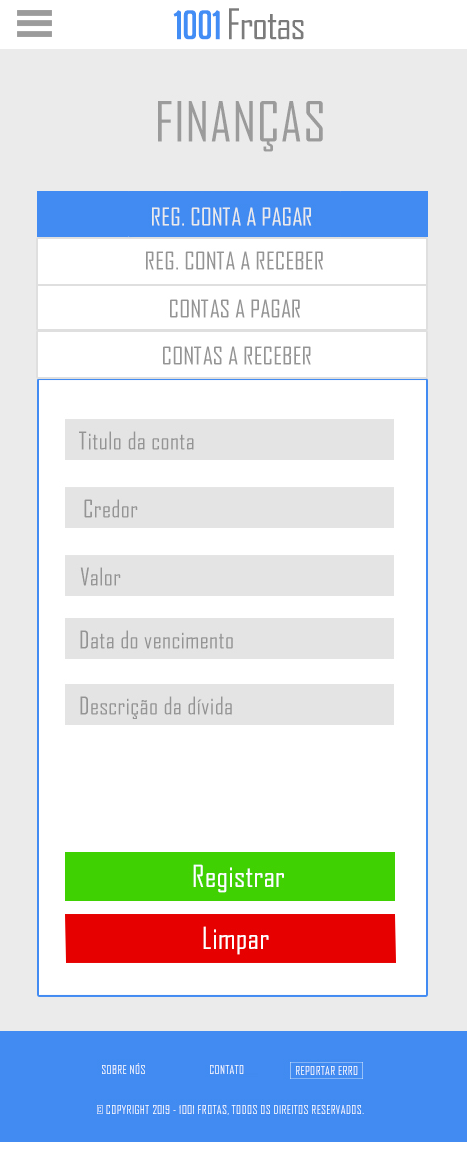 1001 Frotas
FINANÇAS
REG. CONTA A PAGAR
REG. CONTA A RECEBER
CONTAS A PAGAR
CONTAS A RECEBER
Titulo da conta
Credor
Valor
Data do vencimento
Descrição da dívida
Registrar
Limpar
SOBRE NÓS CONTATO REPORTAR ERRO
© COPYRIGHT 2019 - 1001 FROTAS, TODOS OS DIREITOS RESERVADOS.